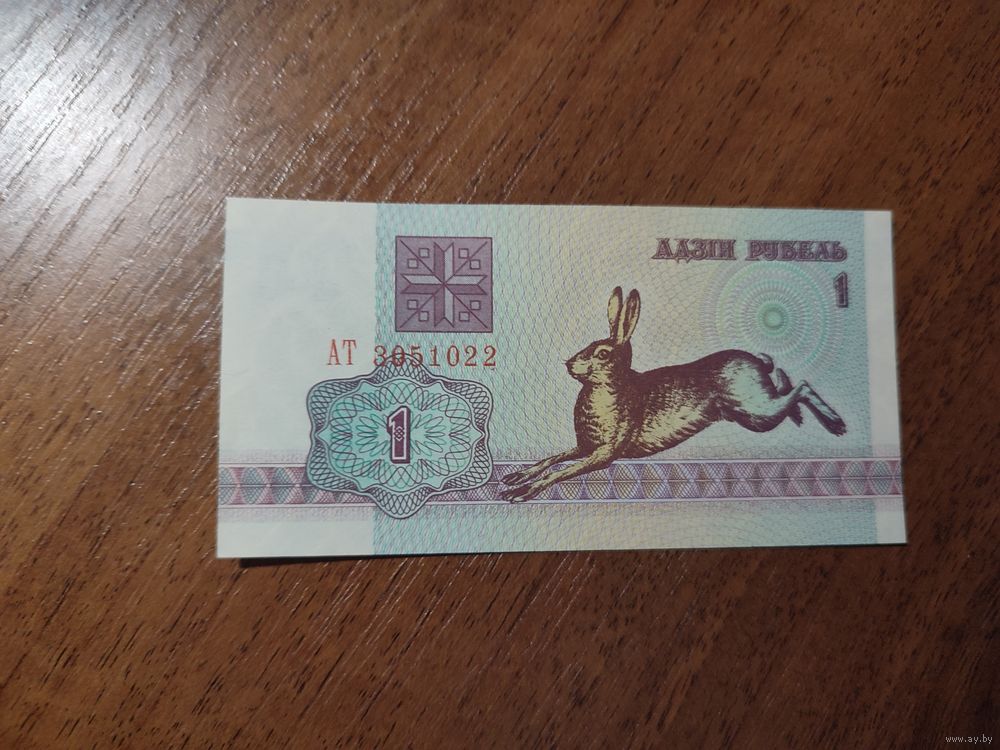 АДЗІН РУБЕЛЬ
1
АТ 3051022
1
www.ay.by